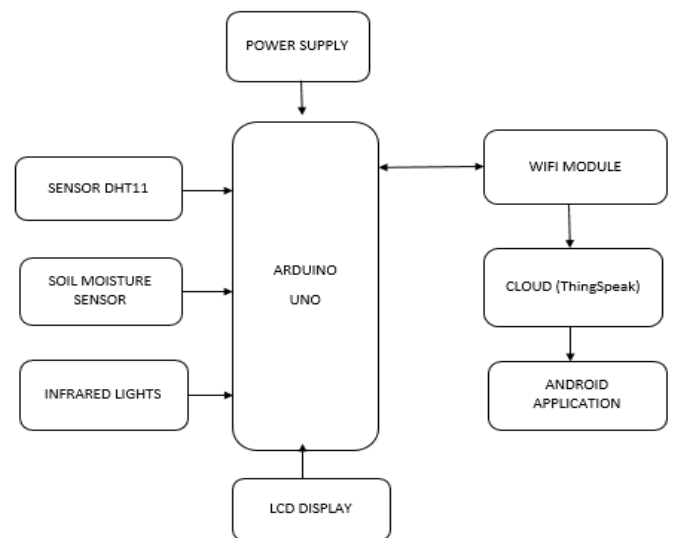 POWER SUPPLY
SENSOR DHT11
SOIL MOISTURE
SENSOR
INFRARED LIGHTS
ARDUINO
UNO
LCD DISPLAY
WIFI MODULE
CLOUD (ThingSpeak)
ANDROID
APPLICATION